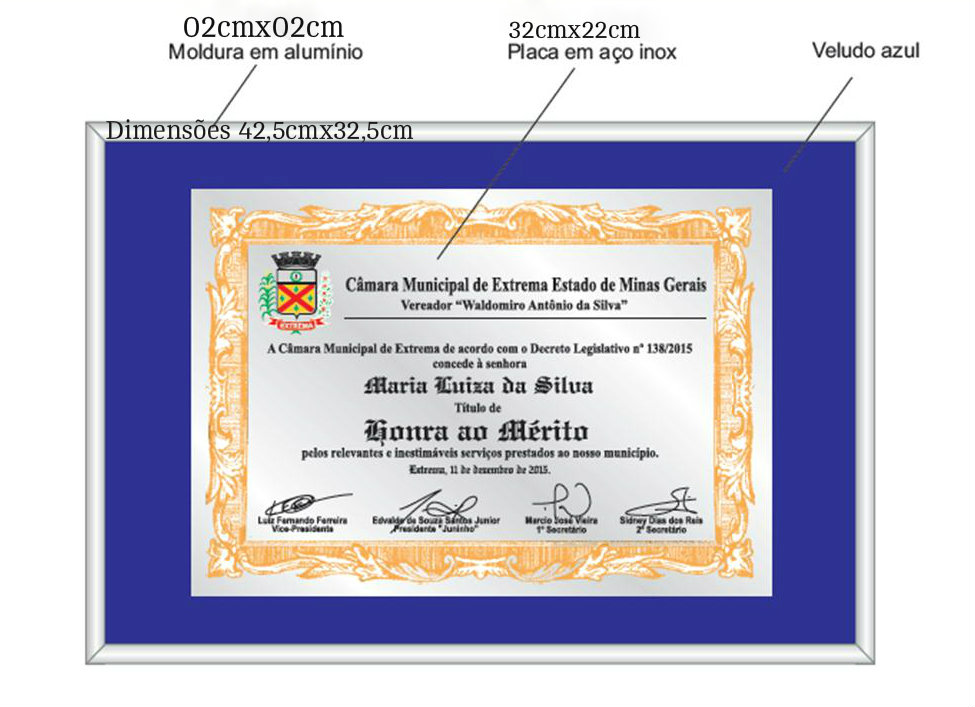 02cmx02cm
Moldura em alumínio
32cmx22cm
Placa em aço inox
Veludo azul
Dimensões 42,5cmx32,5cm
EXTREMA
Câmara Municipal de Extrema Estado de Minas Gerais
Vereador “Waldomiro Antônio da Silva”
A Câmara Municipal de Extrema de acordo com o Decreto Legislativo nº 138/2015
concede à senhora
Maria Luiza da Silva
Título de
Honra ao Mérito
pelos relevantes e inestimáveis serviços prestados ao nosso município.
Extrema, 11 de dezembro de 2015.
Luiz Fernando Ferreira
Vice-Presidente
Edvaldo de Souza Santos Junior
Presidente "Juninho"
Marcio José Vieira
1º Secretário
Sidney Dias dos Reis
2º Secretário